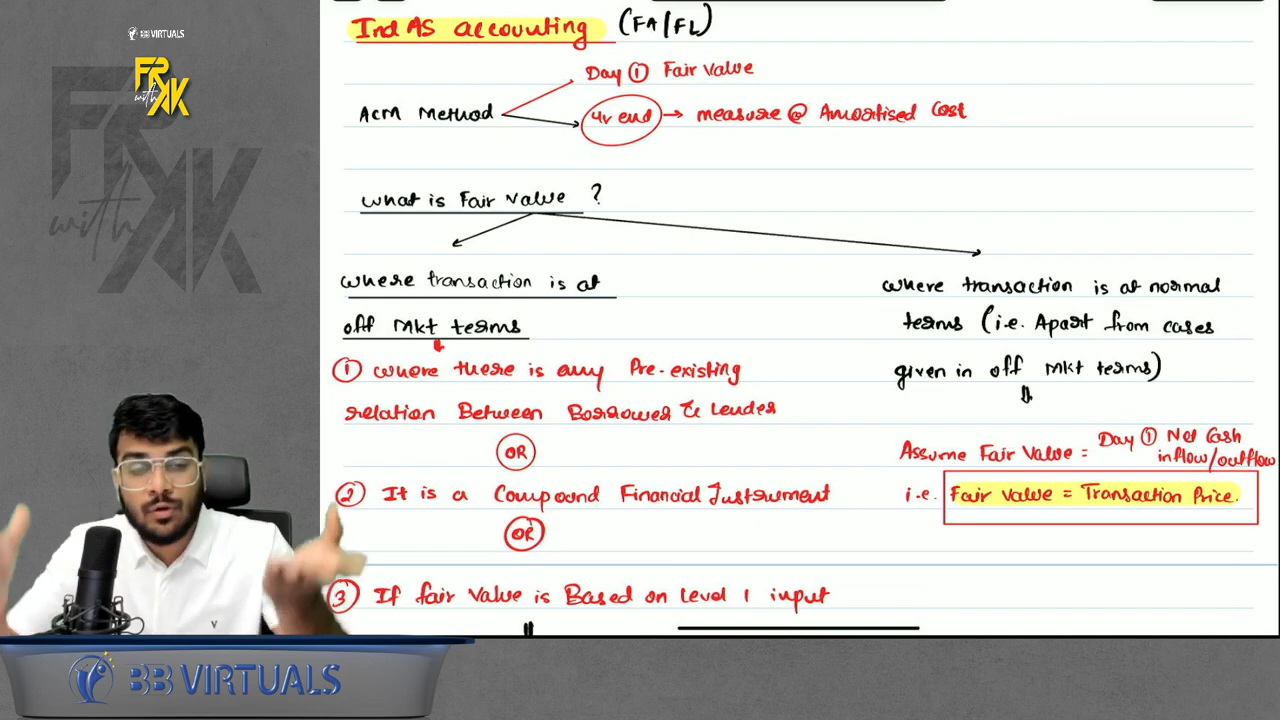 BB VIRTUALS
FR
with
AK
FR
with
AK
Ind AS accounting (FA/FL)
Day ① Fair Value
ACM Method
Yr end → measure @ Amortised Cost
what is Fair Value ?
where transaction is at
off Mkt terms
① where there is any Pre-existing
relation Between Borrower & lender
OR
② It is a Compound Financial Instrument
OR
③ If fair value is Based on level 1 input
where transaction is at normal
terms (i.e. Apart from cases
given in off Mkt terms)
Assume Fair Value = Day ① Net Cash
inflow/outflow
i.e. Fair Value = Transaction Price.
BB VIRTUALS